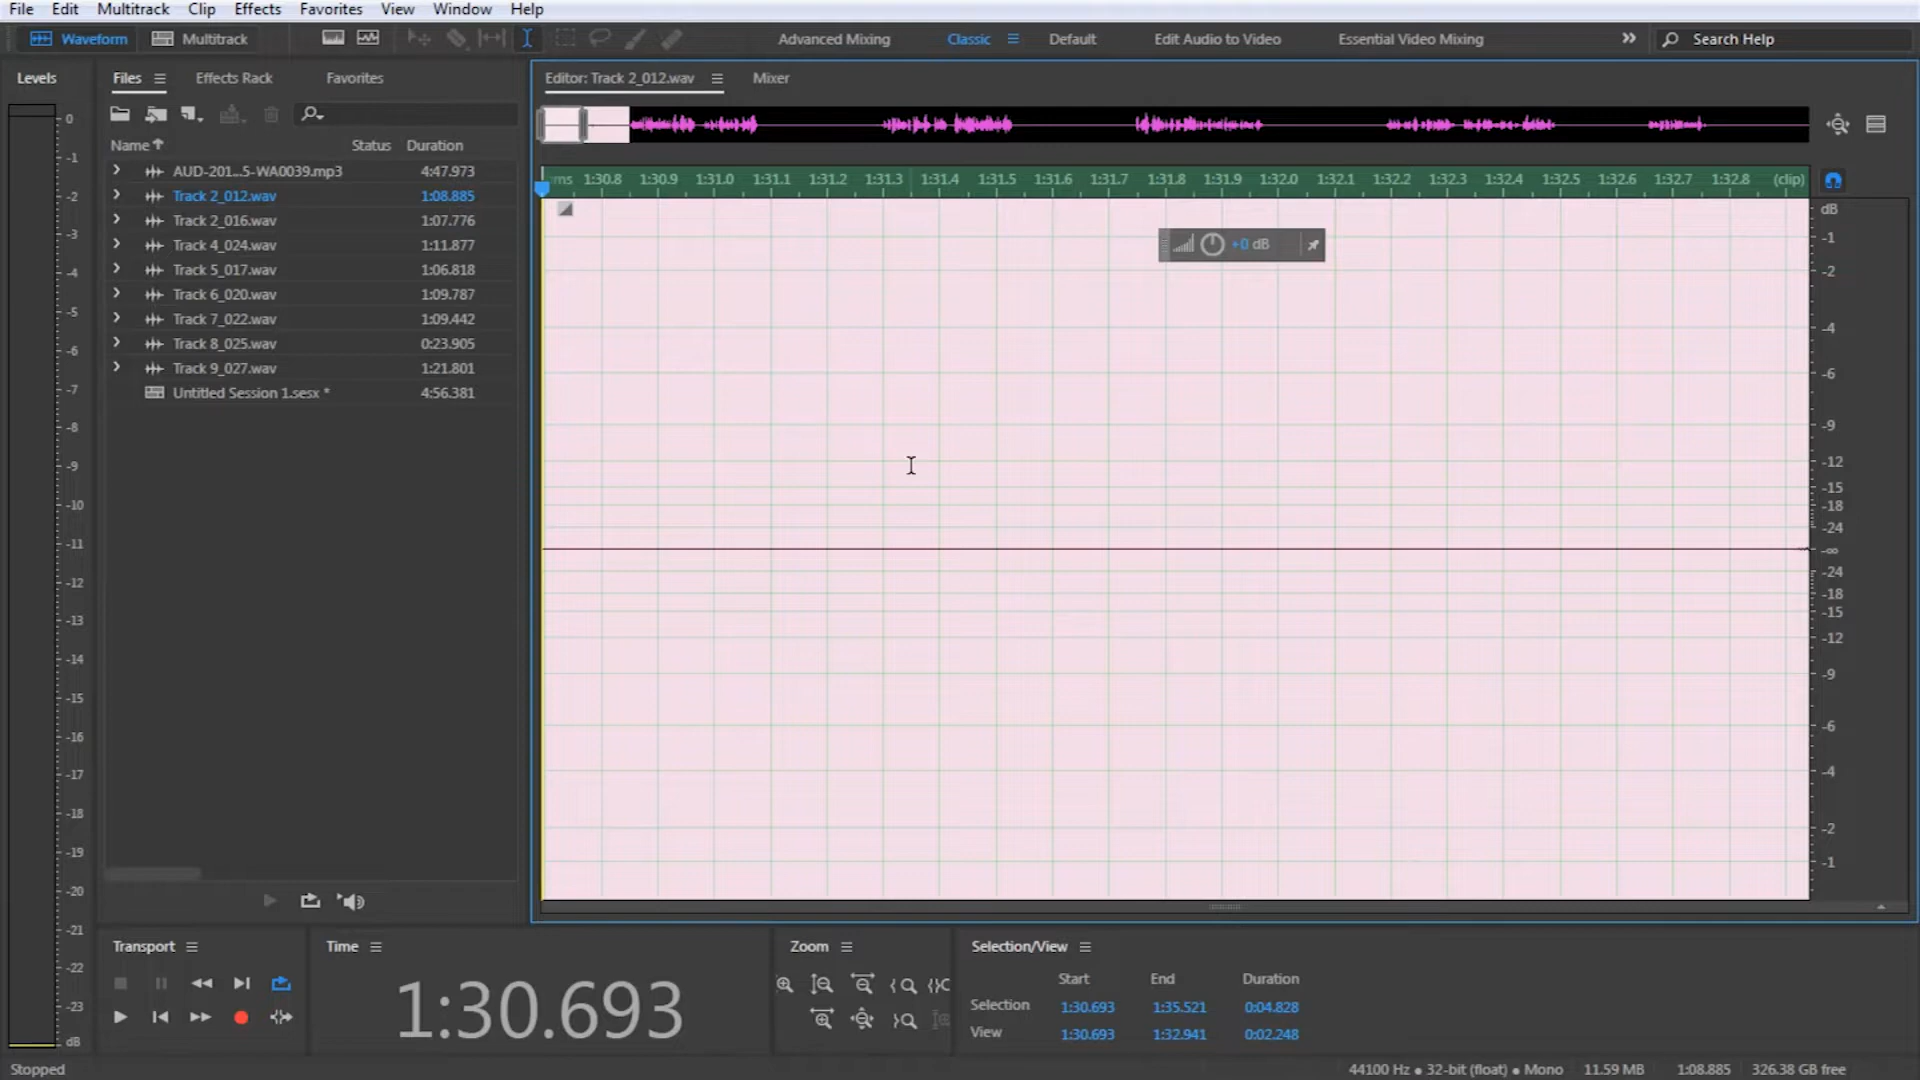 File Edit Multitrack Clip Effects Favorites View Window Help
Waveform Multitrack Advanced Mixing Classic Default Edit Audio to Video Essential Video Mixing Search Help
Levels
0
-1
-2
-3
-4
-5
-6
-7
-8
-9
-10
-11
-12
-13
-14
-15
-16
-17
-18
-19
-20
-21
-22
-23
dB
Files Effects Rack Favorites
Name Status Duration
AUD-201...5-WA0039.mp3 4:47.973
Track 2_012.wav 1:08.885
Track 2_016.wav 1:07.776
Track 4_024.wav 1:11.877
Track 5_017.wav 1:06.818
Track 6_020.wav 1:09.787
Track 7_022.wav 1:09.442
Track 8_025.wav 0:23.905
Track 9_027.wav 1:21.801
Untitled Session 1.sesx * 4:56.381
Editor: Track 2_012.wav Mixer
ms 1:30.8 1:30.9 1:31.0 1:31.1 1:31.2 1:31.3 1:31.4 1:31.5 1:31.6 1:31.7 1:31.8 1:31.9 1:32.0 1:32.1 1:32.2 1:32.3 1:32.4 1:32.5 1:32.6 1:32.7 1:32.8 (clip)
+0 dB
dB
-1
-2
-4
-6
-9
-12
-15
-18
-24
-∞
-24
-18
-15
-12
-9
-6
-4
-2
-1
Transport
Time
1:30.693
Zoom
Selection/View
Start End Duration
Selection 1:30.693 1:35.521 0:04.828
View 1:30.693 1:32.941 0:02.248
Stopped 44100 Hz ● 32-bit (float) ● Mono 11.59 MB 1:08.885 326.38 GB free